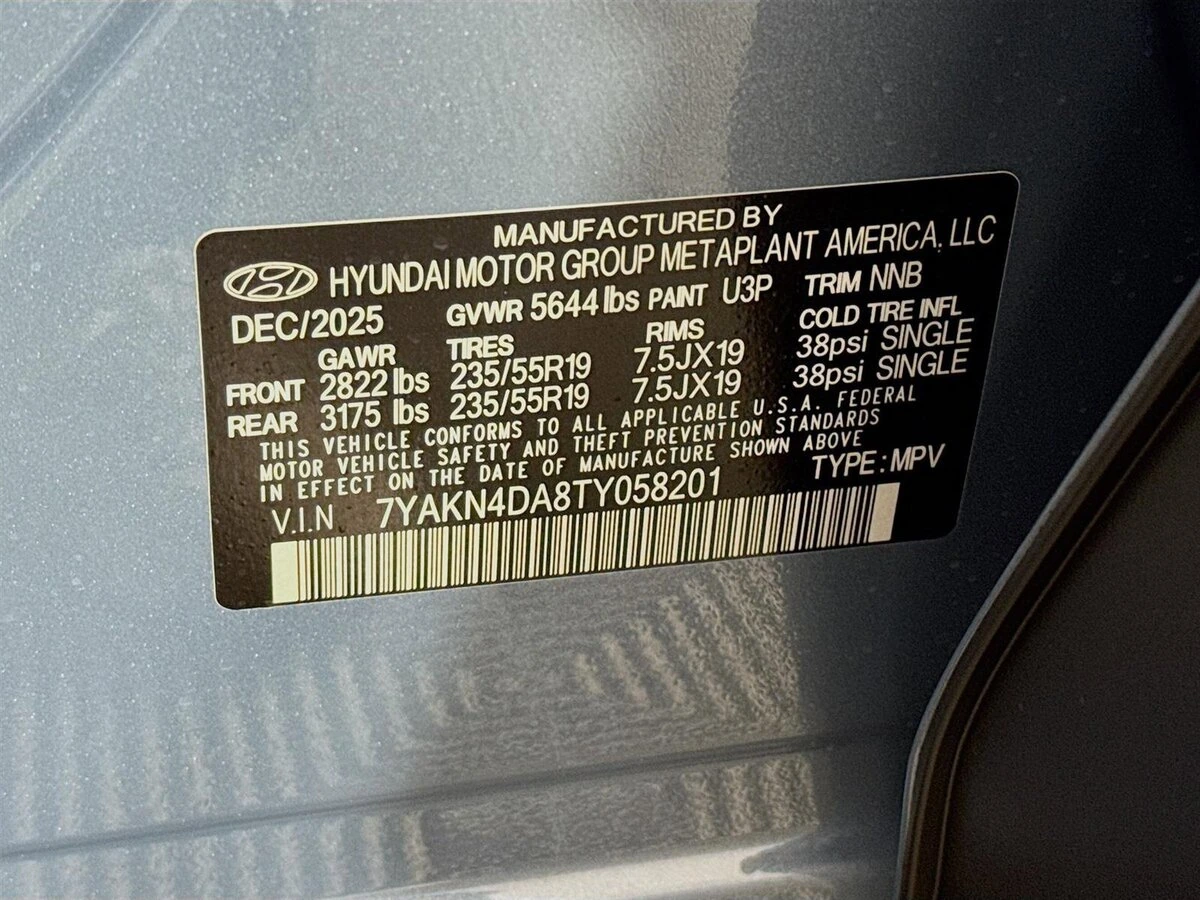 MANUFACTURED BY
HYUNDAI MOTOR GROUP METAPLANT AMERICA, LLC
DEC/2025 GVWR 5644 lbs PAINT U3P TRIM NNB
GAWR TIRES RIMS COLD TIRE INFL
FRONT 2822 lbs 235/55R19 7.5JX19 38psi SINGLE
REAR 3175 lbs 235/55R19 7.5JX19 38psi SINGLE
THIS VEHICLE CONFORMS TO ALL APPLICABLE U.S.A. FEDERAL
MOTOR VEHICLE SAFETY AND THEFT PREVENTION STANDARDS
IN EFFECT ON THE DATE OF MANUFACTURE SHOWN ABOVE
V.I.N 7YAKN4DA8TY058201 TYPE : MPV